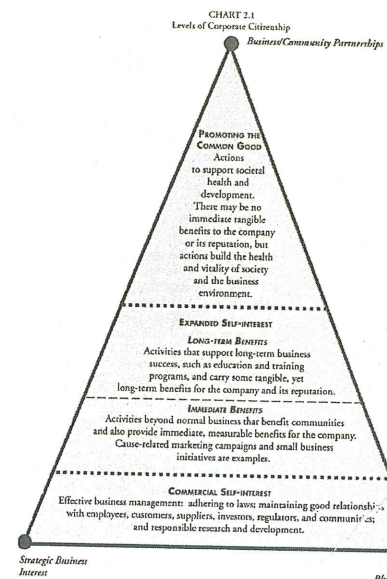 CHART 2.1
Levels of Corporate Citizenship
Business/Community Partnerships
PROMOTING THE
COMMON GOOD
Actions
to support societal
health and
development.
There may be no
immediate tangible
benefits to the company
or its reputation, but
actions build the health
and vitality of society
and the business
environment.
EXPANDED SELF-INTEREST
LONG-TERM BENEFITS
Activities that support long-term business
success, such as education and training
programs, and carry some tangible, yet
long-term benefits for the company and its reputation.
IMMEDIATE BENEFITS
Activities beyond normal business that benefit communities
and also provide immediate, measurable benefits for the company.
Cause-related marketing campaigns and small business
initiatives are examples.
COMMERCIAL SELF-INTEREST
Effective business management: adhering to laws; maintaining good relationships
with employees, customers, suppliers, investors, regulators, and communities;
and responsible research and development.
Strategic Business
Interest